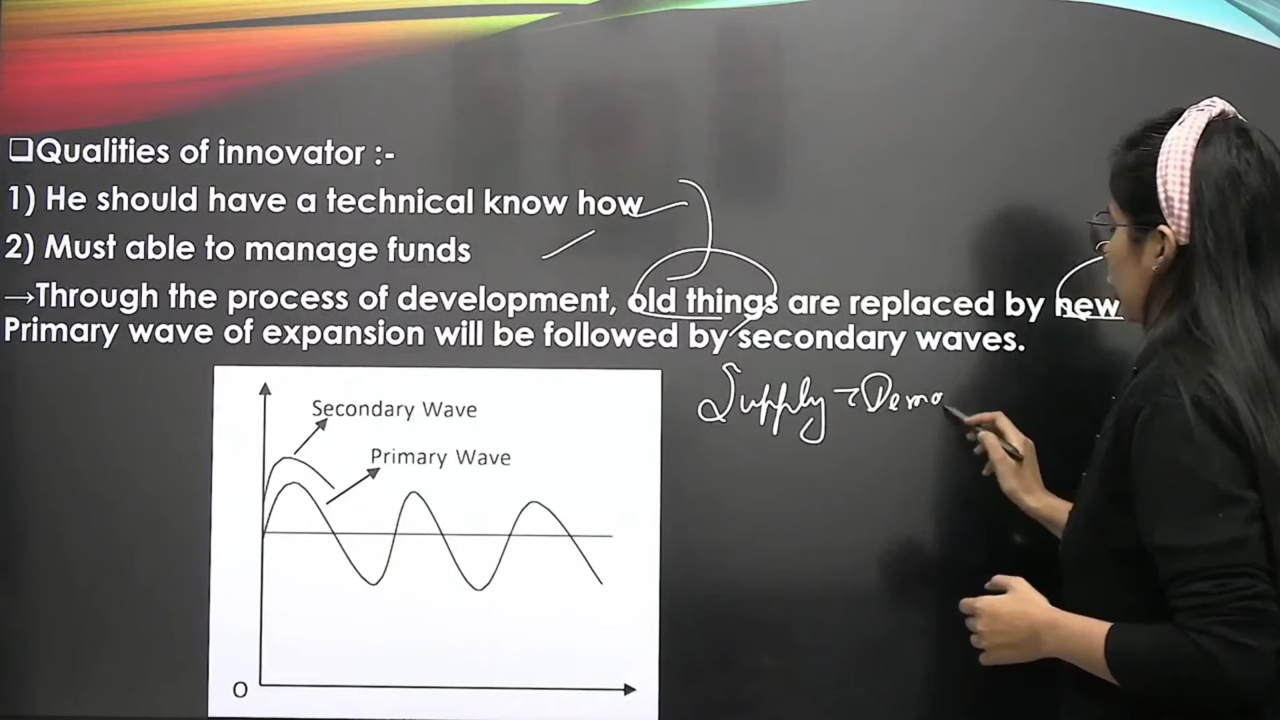 ❑Qualities of innovator :-
1) He should have a technical know how
2) Must able to manage funds
→Through the process of development, old things are replaced by new
Primary wave of expansion will be followed by secondary waves.
Supply > Dema
Secondary Wave
Primary Wave
O